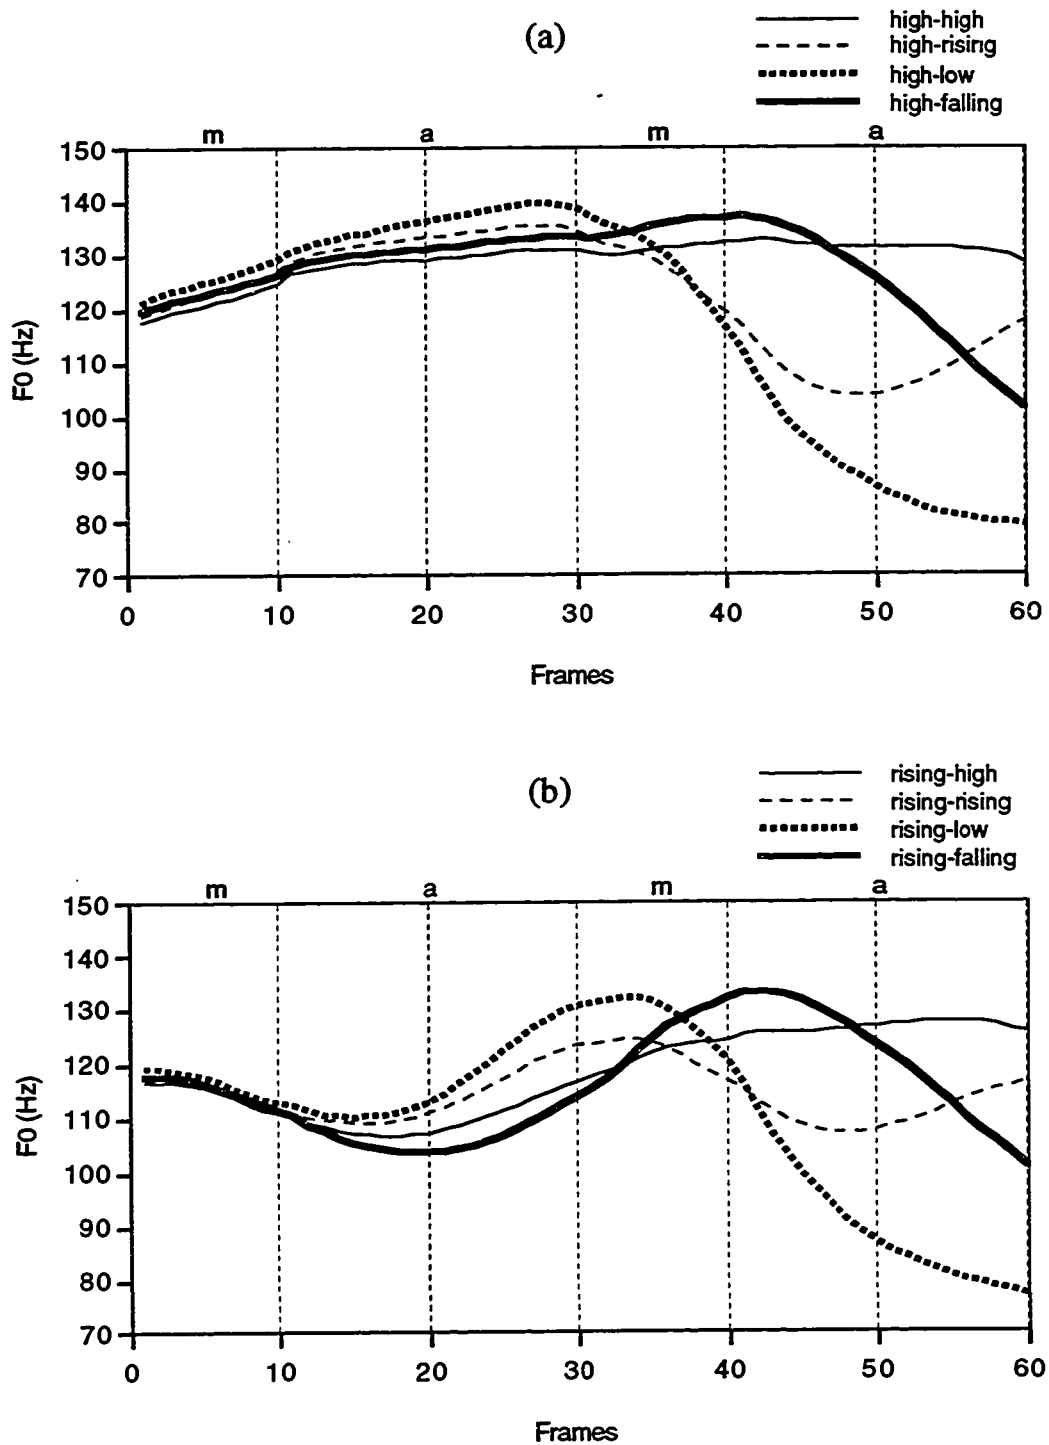 (a)
high-high
high-rising
high-low
high-falling
m a m a
150
140
130
120
110
100
90
80
70
F0 (Hz)
0 10 20 30 40 50 60
Frames
(b)
rising-high
rising-rising
rising-low
rising-falling
m a m a
150
140
130
120
110
100
90
80
70
F0 (Hz)
0 10 20 30 40 50 60
Frames